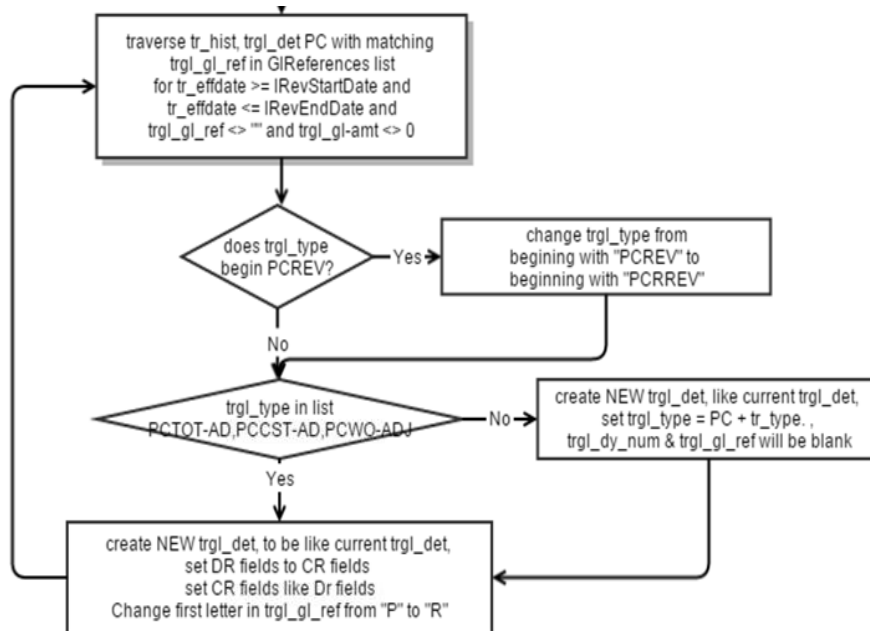 traverse tr_hist, trgl_det PC with matching
trgl_gl_ref in GlReferences list
for tr_effdate >= lRevStartDate and
tr_effdate <= lRevEndDate and
trgl_gl_ref <> "" and trgl_gl-amt <> 0
does trgl_type
begin PCREV?
Yes
change trgl_type from
begining with "PCREV" to
beginning with "PCRREV"
No
trgl_type in list
PCTOT-AD,PCCST-AD,PCWO-ADJ
No
create NEW trgl_det, like current trgl_det,
set trgl_type = PC + tr_type. ,
trgl_dy_num & trgl_gl_ref will be blank
Yes
create NEW trgl_det, to be like current trgl_det,
set DR fields to CR fields
set CR fields like Dr fields
Change first letter in trgl_gl_ref from "P" to "R"